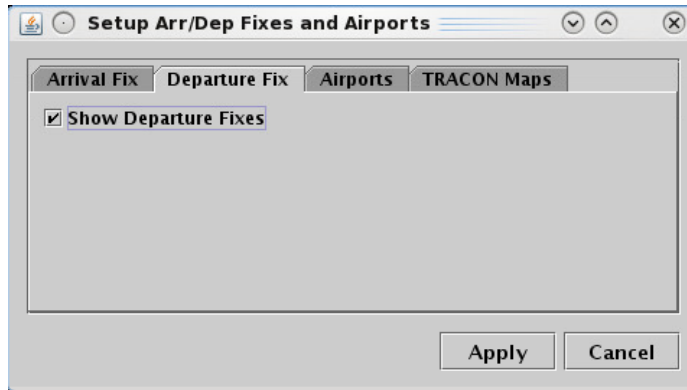 Setup Arr/Dep Fixes and Airports
Arrival Fix Departure Fix Airports TRACON Maps
Show Departure Fixes
Apply Cancel